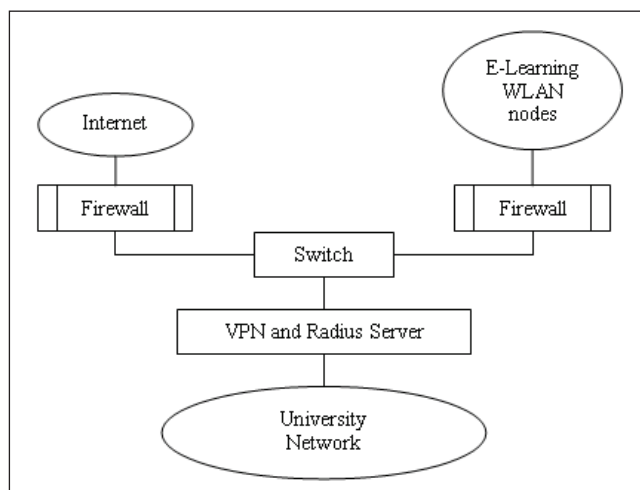 E-Learning
WLAN
nodes
Internet
Firewall
Firewall
Switch
VPN and Radius Server
University
Network